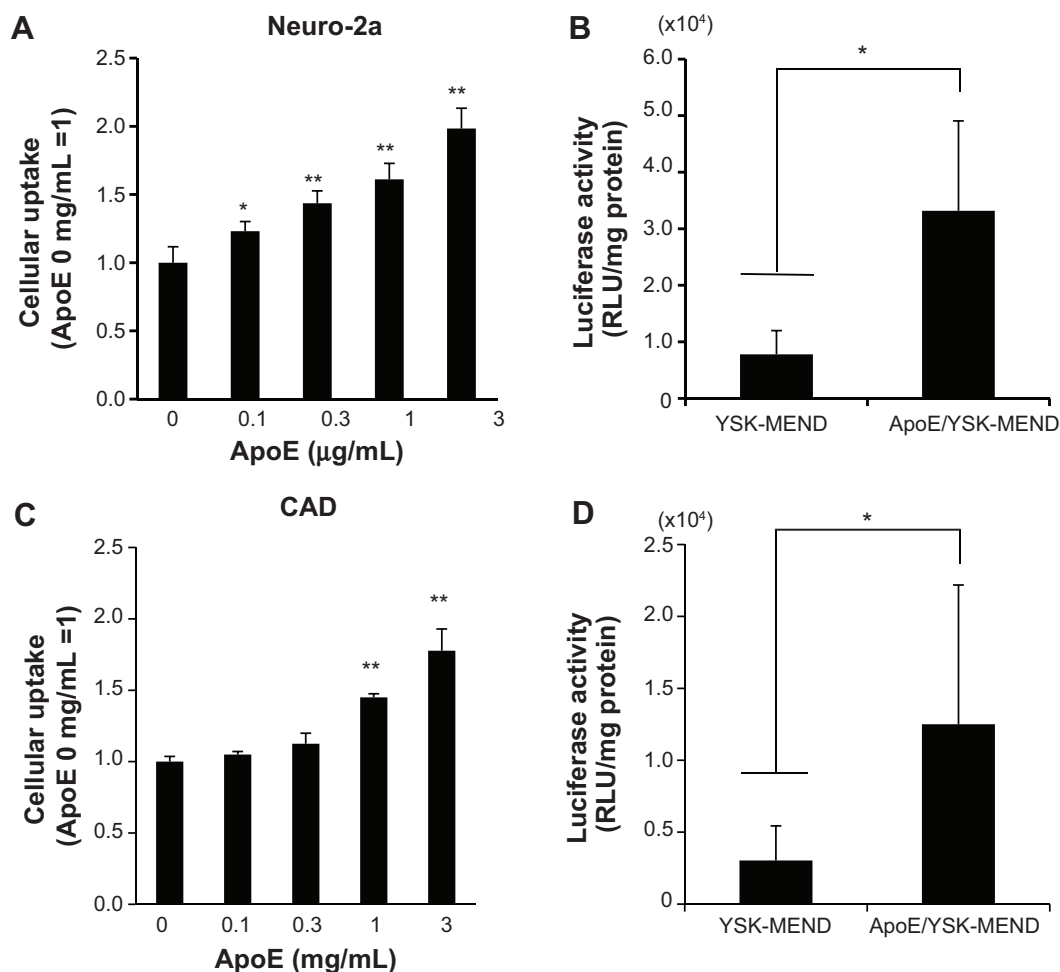 A
Neuro-2a
Cellular uptake
(ApoE 0 mg/mL =1)
2.5
2.0
1.5
1.0
0.5
0.0
*
**
**
**
0 0.1 0.3 1 3
ApoE (μg/mL)
B
(x10⁴)
Luciferase activity
(RLU/mg protein)
6.0
5.0
4.0
3.0
2.0
1.0
0
*
YSK-MEND ApoE/YSK-MEND
C
CAD
Cellular uptake
(ApoE 0 mg/mL =1)
2.5
2.0
1.5
1.0
0.5
0.0
**
**
0 0.1 0.3 1 3
ApoE (mg/mL)
D
(x10⁴)
Luciferase activity
(RLU/mg protein)
2.5
2.0
1.5
1.0
0.5
0
*
YSK-MEND ApoE/YSK-MEND